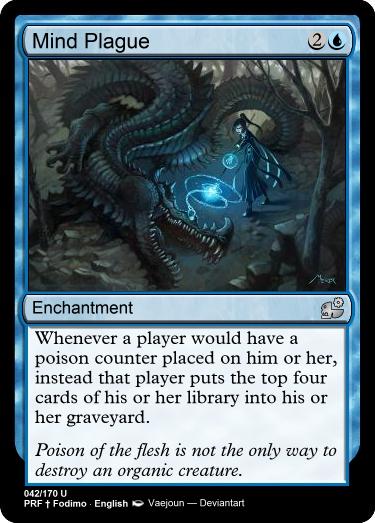 Mind Plague 2
Enchantment
Whenever a player would have a
poison counter placed on him or her,
instead that player puts the top four
cards of his or her library into his or
her graveyard.
Poison of the flesh is not the only way to
destroy an organic creature.
042/170 U
PRF † Fodimo · English Vaejoun — Deviantart